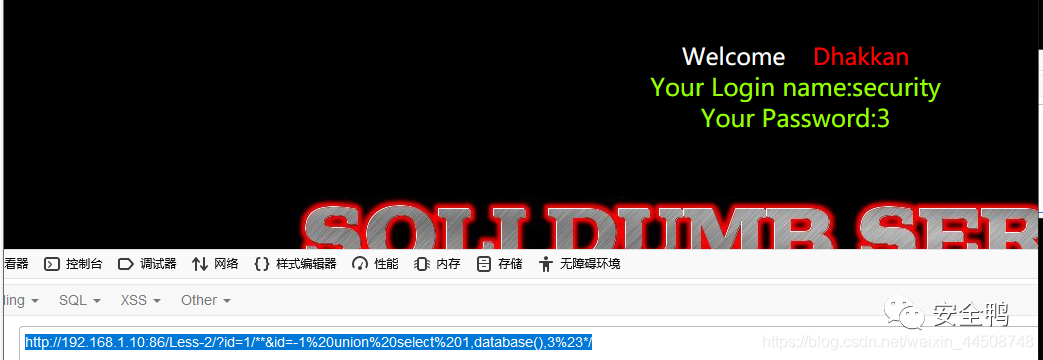 Welcome Dhakkan
Your Login name:security
Your Password:3
SQLI DUMB SER
看器 控制台 调试器 网络 样式编辑器 性能 内存 存储 无障碍环境
ling SQL XSS Other
安全鸭
http://192.168.1.10:86/Less-2/?id=1/**&id=-1%20union%20select%201,database(),3%23*/
https://blog.csdn.net/weixin_44508748